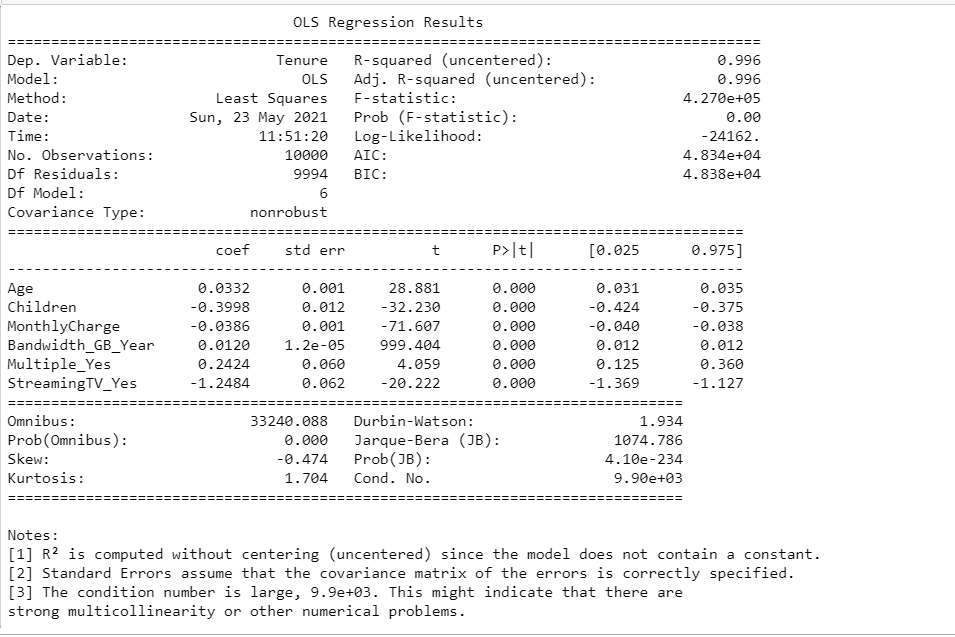 OLS Regression Results
==============================================================================
Dep. Variable: Tenure R-squared (uncentered): 0.996
Model: OLS Adj. R-squared (uncentered): 0.996
Method: Least Squares F-statistic: 4.270e+05
Date: Sun, 23 May 2021 Prob (F-statistic): 0.00
Time: 11:51:20 Log-Likelihood: -24162.
No. Observations: 10000 AIC: 4.834e+04
Df Residuals: 9994 BIC: 4.838e+04
Df Model: 6
Covariance Type: nonrobust
==============================================================================
coef std err t P>|t| [0.025 0.975]
------------------------------------------------------------------------------
Age 0.0332 0.001 28.881 0.000 0.031 0.035
Children -0.3998 0.012 -32.230 0.000 -0.424 -0.375
MonthlyCharge -0.0386 0.001 -71.607 0.000 -0.040 -0.038
Bandwidth_GB_Year 0.0120 1.2e-05 999.404 0.000 0.012 0.012
Multiple_Yes 0.2424 0.060 4.059 0.000 0.125 0.360
StreamingTV_Yes -1.2484 0.062 -20.222 0.000 -1.369 -1.127
==============================================================================
Omnibus: 33240.088 Durbin-Watson: 1.934
Prob(Omnibus): 0.000 Jarque-Bera (JB): 1074.786
Skew: -0.474 Prob(JB): 4.10e-234
Kurtosis: 1.704 Cond. No. 9.90e+03
==============================================================================
Notes:
[1] R² is computed without centering (uncentered) since the model does not contain a constant.
[2] Standard Errors assume that the covariance matrix of the errors is correctly specified.
[3] The condition number is large, 9.9e+03. This might indicate that there are
strong multicollinearity or other numerical problems.